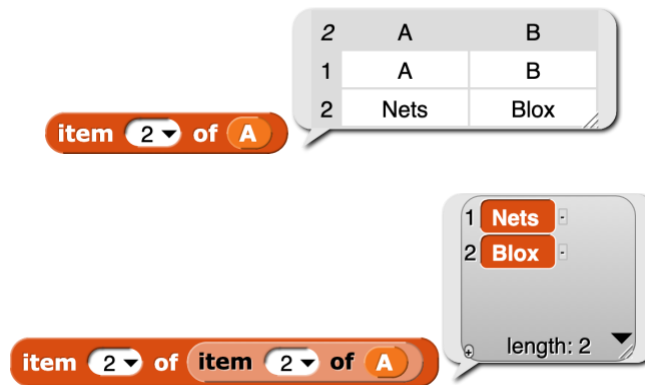 2 A B
1 A B
2 Nets Blox
item 2 of A
1 Nets
2 Blox
length: 2
item 2 of item 2 of A